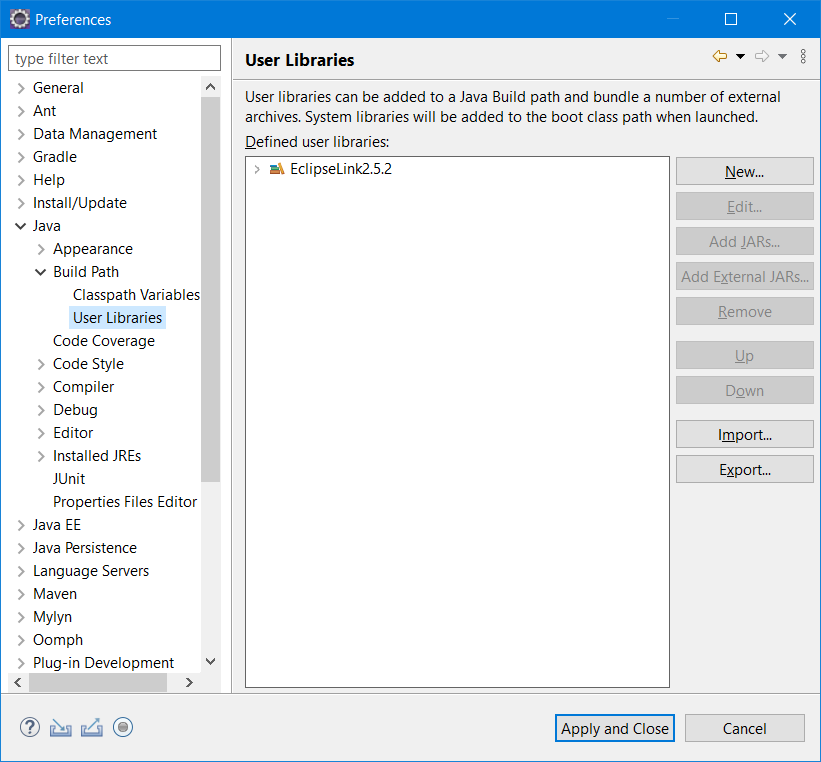 Preferences
type filter text
General
Ant
Data Management
Gradle
Help
Install/Update
Java
Appearance
Build Path
Classpath Variables
User Libraries
Code Coverage
Code Style
Compiler
Debug
Editor
Installed JREs
JUnit
Properties Files Editor
Java EE
Java Persistence
Language Servers
Maven
Mylyn
Oomph
Plug-in Development
User Libraries
User libraries can be added to a Java Build path and bundle a number of external
archives. System libraries will be added to the boot class path when launched.
Defined user libraries:
EclipseLink2.5.2
New...
Edit...
Add JARs...
Add External JARs...
Remove
Up
Down
Import...
Export...
?
Apply and Close
Cancel